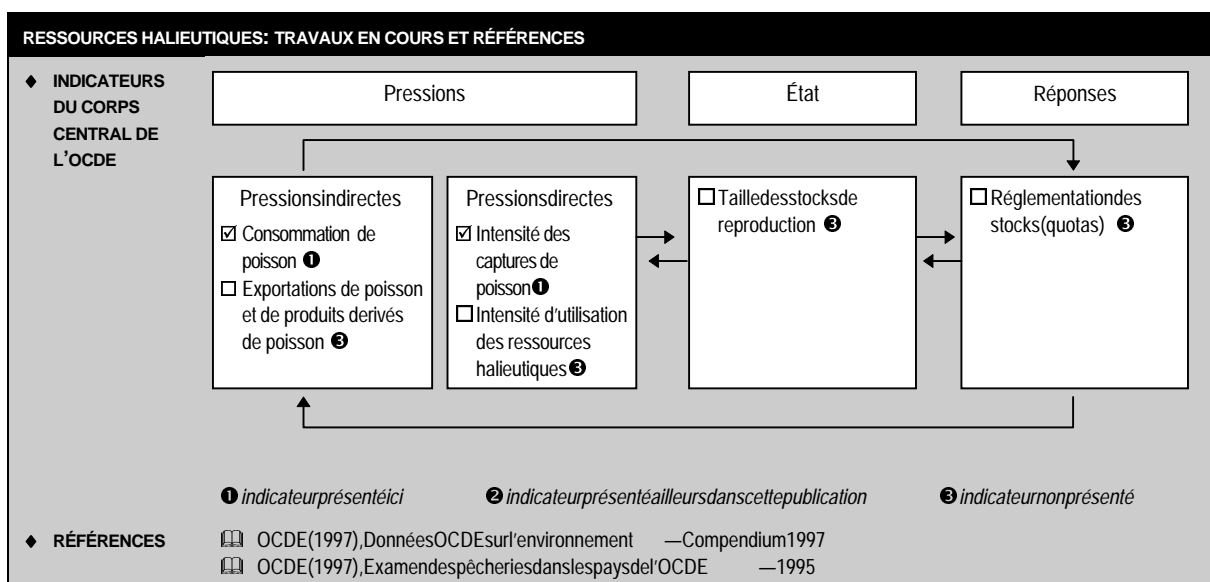 RESSOURCES HALIEUTIQUES: TRAVAUX EN COURS ET RÉFÉRENCES
♦ INDICATEURS
DU CORPS
CENTRAL DE
L'OCDE
Pressions
État
Réponses
Pressionsindirectes
☑ Consommation de
poisson ❶
☐ Exportations de poisson
et de produits derivés
de poisson ❸
Pressionsdirectes
☑ Intensité des
captures de
poisson❶
☐ Intensité d'utilisation
des ressources
halieutiques❸
☐ Tailledesstocksde
reproduction ❸
☐ Réglementationdes
stocks(quotas) ❸
❶ indicateurprésentéici ❷ indicateurprésentéailleursdanscettepublication ❸ indicateurnonprésenté
♦ RÉFÉRENCES
OCDE(1997),DonnéesOCDEsurl'environnement —Compendium1997
OCDE(1997),Examendespêcheriesdanslespaysdel'OCDE —1995